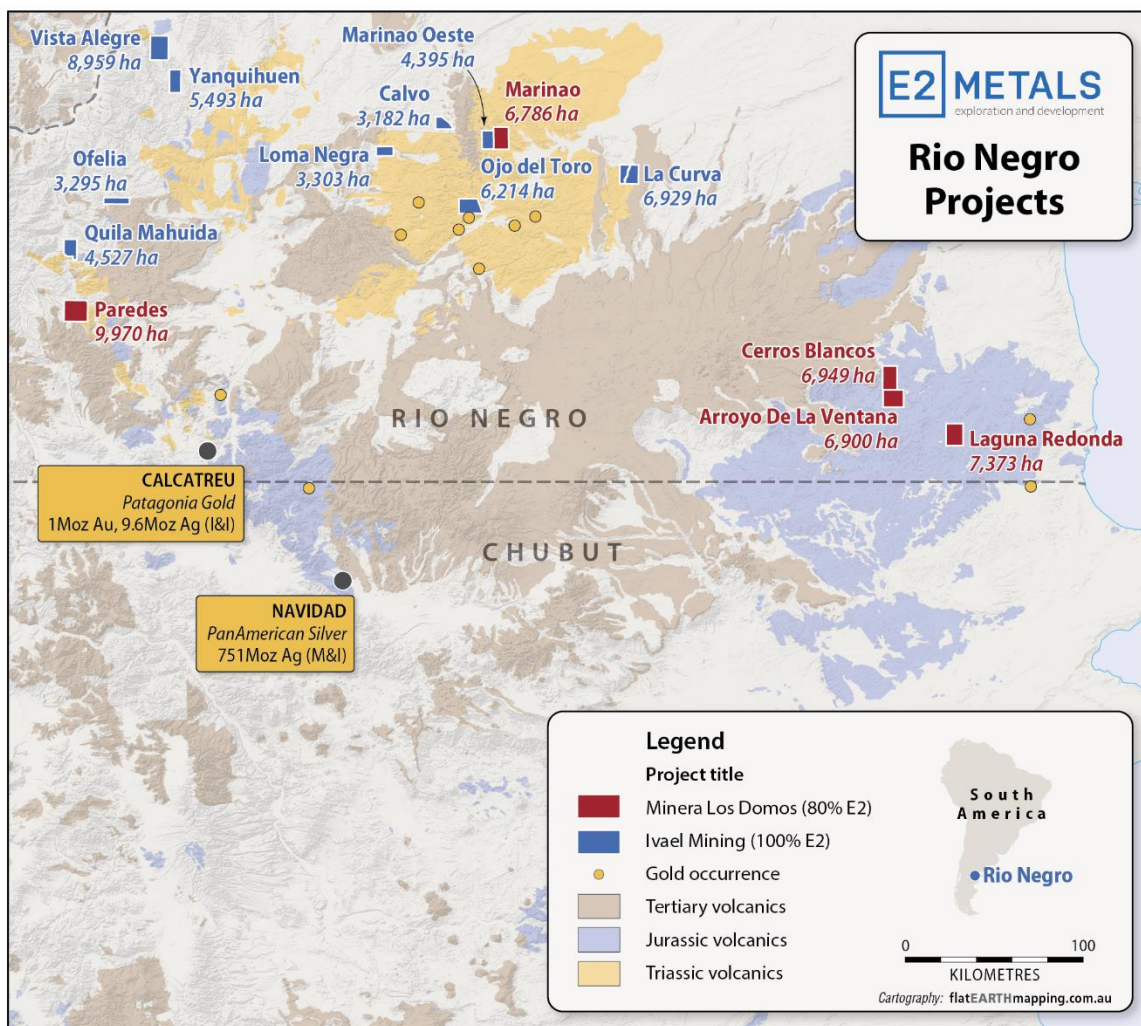 Vista Alegre
8,959 ha
Yanquihuen
5,493 ha
Marinao Oeste
4,395 ha
Marinao
6,786 ha
Calvo
3,182 ha
Ofelia
3,295 ha
Loma Negra
3,303 ha
Ojo del Toro
6,214 ha
La Curva
6,929 ha
Quila Mahuida
4,527 ha
Paredes
9,970 ha
E2 METALS
exploration and development
Rio Negro
Projects
Cerros Blancos
6,949 ha
Arroyo De La Ventana
6,900 ha
Laguna Redonda
7,373 ha
RIO NEGRO
CALCATREU
Patagonia Gold
1Moz Au, 9.6Moz Ag (I&I)
CHUBUT
NAVIDAD
PanAmerican Silver
751Moz Ag (M&I)
Legend
Project title
Minera Los Domos (80% E2)
Ivael Mining (100% E2)
Gold occurrence
Tertiary volcanics
Jurassic volcanics
Triassic volcanics
South
America
Rio Negro
0 100
KILOMETRES
Cartography: flatEARTHmapping.com.au